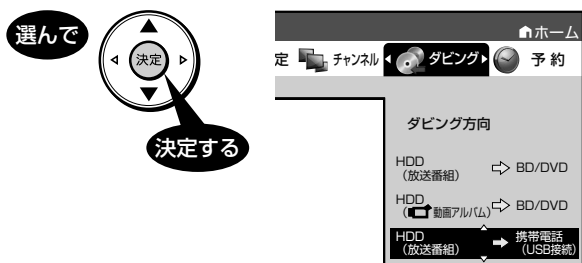 選んで
決定
決定する
ホーム
定 チャンネル ダビング 予約
ダビング方向
HDD
(放送番組) ⇨ BD/DVD
HDD
(動画アルバム) ⇨ BD/DVD
HDD
(放送番組) ➡ 携帯電話
(USB接続)